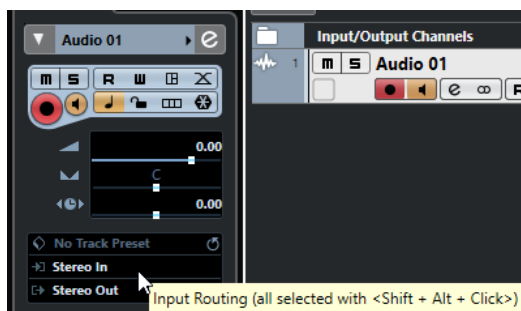 Audio 01
e
m S R W
0.00
C
0.00
No Track Preset
Stereo In
Stereo Out
Input/Output Channels
1 m S Audio 01
e R
Input Routing (all selected with <Shift + Alt + Click>)